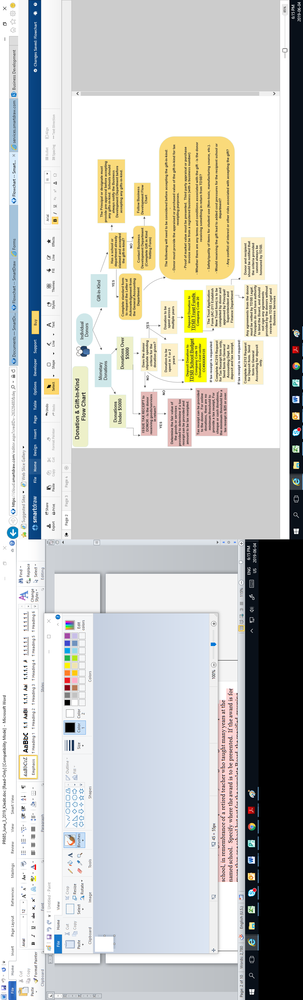 PR685_June_3_2019_KJedit.doc [Read-Only] [Compatibility Mode] - Microsoft Word
File
Home
Insert
Page Layout
References
Mailings
Review
View
Smart View
Cut
Copy
Format Painter
Paste
Clipboard
Arial
12
Font
Paragraph
AaBbCcL
Emphasis
AaBbC
¶ Heading 1
1.1 AaBl
¶ Heading 2
1.1.1 Aal
¶ Heading 3
1.1.1.1 A
¶ Heading 4
1.1.1.1.1
¶ Heading 5
1.1.1.1.1.
¶ Heading 6
Styles
Change
Styles
Find
Replace
Select
Editing
Untitled - Paint
File
Home
View
Cut
Copy
Paste
Clipboard
Crop
Resize
Rotate
Select
Image
Tools
Brushes
Outline
Fill
Shapes
Size
Color
1
Color
2
Colors
Edit
colors
45 × 55px
100%
school, in remembrance of a retired teacher who taught many years at the
named school. Specify where the award is to be presented. If the award is for
more than one school but not for the complete Board, the specified, grouping
Page: 2 of 10
Words: 2,780
English (U.S.)
115%
ENG
US
6:15 PM
2019-06-04
https://cloud.smartdraw.com/editor.aspx?credID=-26328480&de
Documents — SmartDr...
Flowchart -- SmartDraw
Forms
Flowchart -- Smart...
services.smartdraw.com
Business Development
Suggested Sites
Web Slice Gallery
smartdraw
File
Home
Design
Insert
Page
Table
Options
Developer
Support
Buy
Changes Saved: Flowchart
Export
Share
Print
Paste
Copy
Cut
Format Painter
Undo
Redo
Select
Shape
Line
Text
Styles
Themes
Fill
Line
Effects
Arial
11
Bullet
Align
Spacing
Text Direction
Page 2
Page 3
Page 4
Donation & Gift-In-Kind
Flow Chart
Individual
Donors
Monetary
Donations
Gift-in-Kind
Donations
Under $5000
Donations Over
$5000
Has a school or
department already
claimed and accepted
the gift-in-kind?
The Principal or designate must
provide pre-approval before accepting
any gifts-in-kind. Schools should
always notify the Business
Development Department before
accepting any gifts-in-kind.
YES
NO
Complete standard form
to request the Letter of
Acknowledgement from
the General Accounting
Department
Contact Business
Development Department
(Complete Gift in Kind
Vetting Form)
Follow Business
Development Flow
Chart
The following will need to be considered before accepting the gift-in-kind:
-
- Donor must provide the appraised or purchased value of the gift-in-kind for tax
receipting purposes.
- Proof of market value must be presented. Third party appraisal or purchase
invoice must be from a registered business (with a business number)
- Whether there are any terms and conditions associated with the gift - is the donor
receiving something in return from TDSB?
- Safety/quality of items for student use (Non-toxic, manufacturing source, etc.).
- Would receiving the gift lead to added cost pressures for the recipient school or
department?
- Any conflict of interest or other risks associated with accepting the gift?
ISSUE TAX RECEIPT to
DONOR - Is the donor
receiving goods/services
in return?
Does the donor
stipulate spending
criteria for the
donation given?
NO
YES
YES
NO
Determine the fair value of
the goods or services
provided to determine if a tax
receipt can be provided and
amount to be tax receipted.
Tax receipt can be provided
to the donor. For online
donations, there are no
minimum threshold to
provide a tax receipt. For
cheque or cash donations,
the minimum threshold for a
tax receipt is $25 or over.
Donation to be
spent in 1 or 2
years
Donation to be
spent across
multiple years
Deposit Donation to
TDSB School Budget
Company Code 10
Donation Cost center
CC#XXXX0135
Deposit Donation to
TDSB Trust Funds
Company Code 20
If tax receipt is requested:
Complete AC219 Request
for Tax Receipt form only.
Send form to General
Accounting Dept. for
deposit and tax receipt.
If tax receipt is not required:
Complete AC212 Request
for Deposit form. Send
form to General
Accounting for deposit
only.
The Trust Application
Form (AC-211 Establish
New Trust form) is to be
completed by donor and
approved by Principal/
Superintendent and
Finance Department
Donor and recipient
should be notified that
the criteria provided
cannot always be
honoured by TDSB.
Any agreements from the donor
must be vetted by TDSB Legal.
Principals do not have authority
to bind the Board, and should
not sign any agreements
provided by the donors without
review from TDSB Legal and
Business Services
85%
6:15 PM
2019-06-04